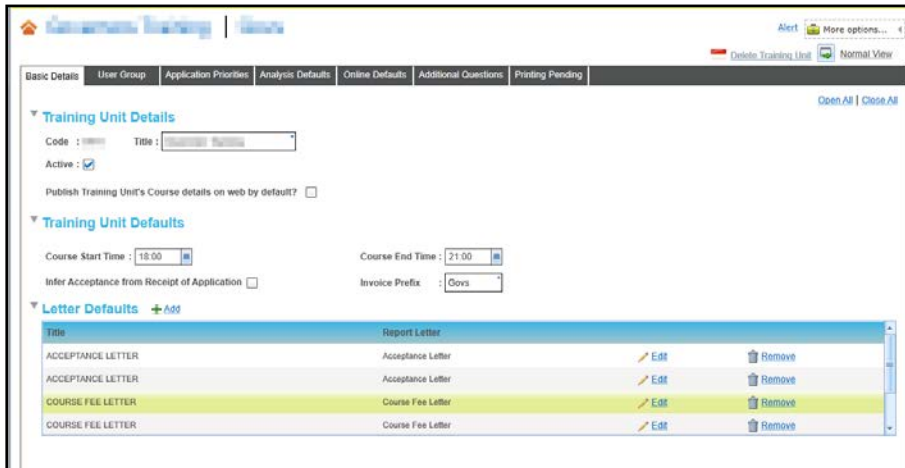 Alert More options...
Delete Training Unit Normal View
Basic Details User Group Application Priorities Analysis Defaults Online Defaults Additional Questions Printing Pending
Open All | Close All
Training Unit Details
Code : Title :
Active :
Publish Training Unit's Course details on web by default?
Training Unit Defaults
Course Start Time : 18:00 Course End Time : 21:00
Infer Acceptance from Receipt of Application Invoice Prefix : Govs
Letter Defaults Add
Title Report Letter
ACCEPTANCE LETTER Acceptance Letter Edit Remove
ACCEPTANCE LETTER Acceptance Letter Edit Remove
COURSE FEE LETTER Course Fee Letter Edit Remove
COURSE FEE LETTER Course Fee Letter Edit Remove